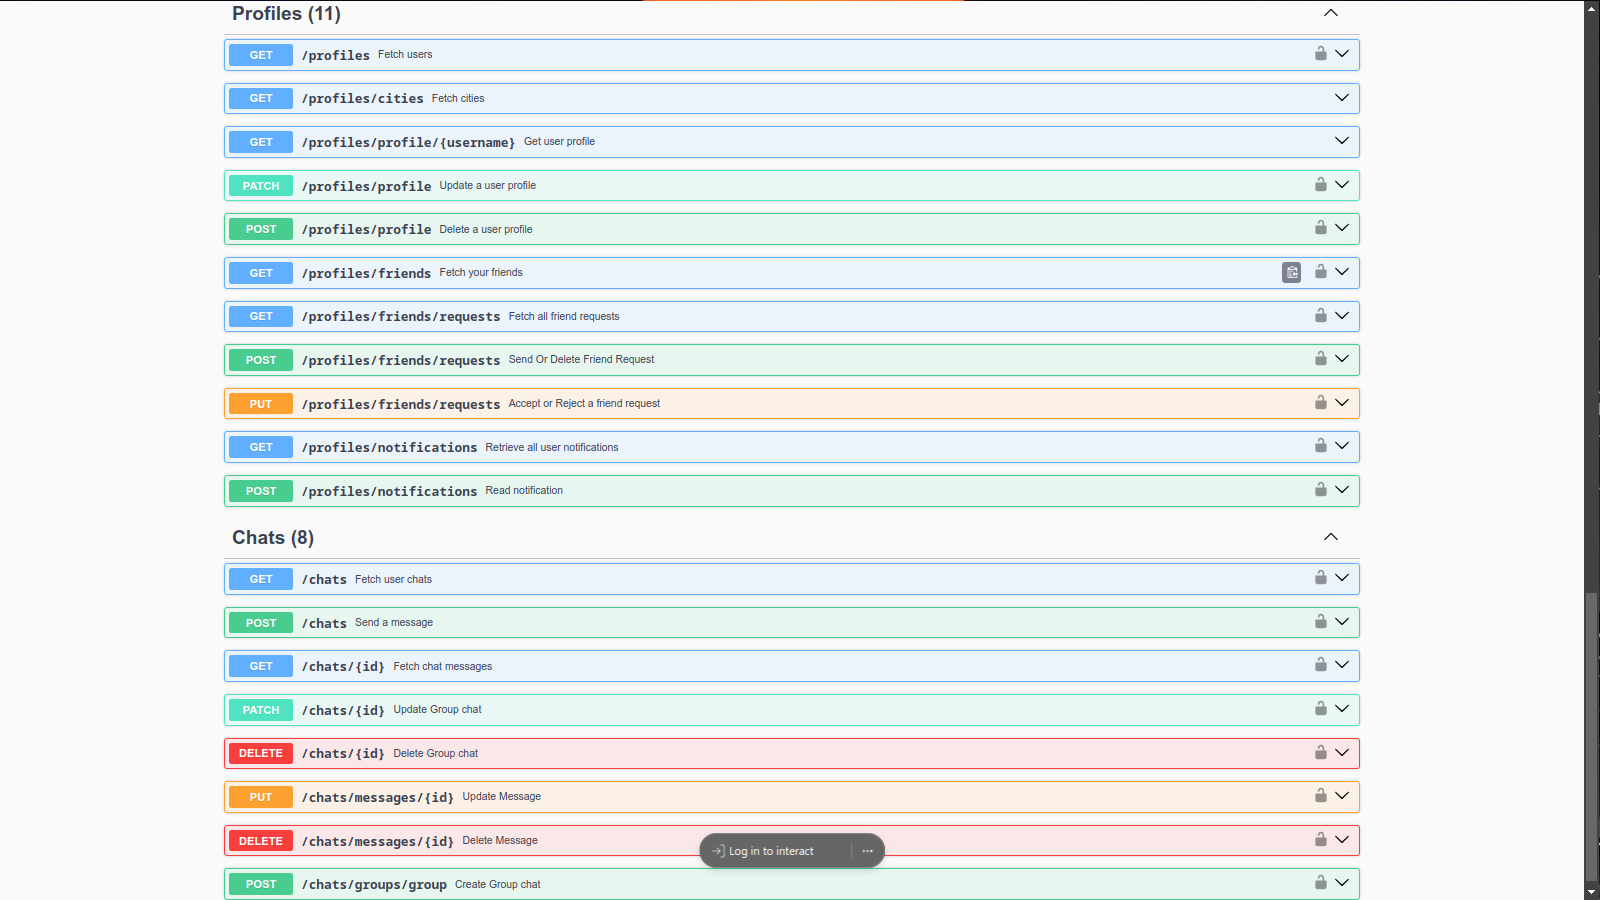 Profiles (11)
GET /profiles Fetch users
GET /profiles/cities Fetch cities
GET /profiles/profile/{username} Get user profile
PATCH /profiles/profile Update a user profile
POST /profiles/profile Delete a user profile
GET /profiles/friends Fetch your friends
GET /profiles/friends/requests Fetch all friend requests
POST /profiles/friends/requests Send Or Delete Friend Request
PUT /profiles/friends/requests Accept or Reject a friend request
GET /profiles/notifications Retrieve all user notifications
POST /profiles/notifications Read notification
Chats (8)
GET /chats Fetch user chats
POST /chats Send a message
GET /chats/{id} Fetch chat messages
PATCH /chats/{id} Update Group chat
DELETE /chats/{id} Delete Group chat
PUT /chats/messages/{id} Update Message
DELETE /chats/messages/{id} Delete Message
Log in to interact
POST /chats/groups/group Create Group chat